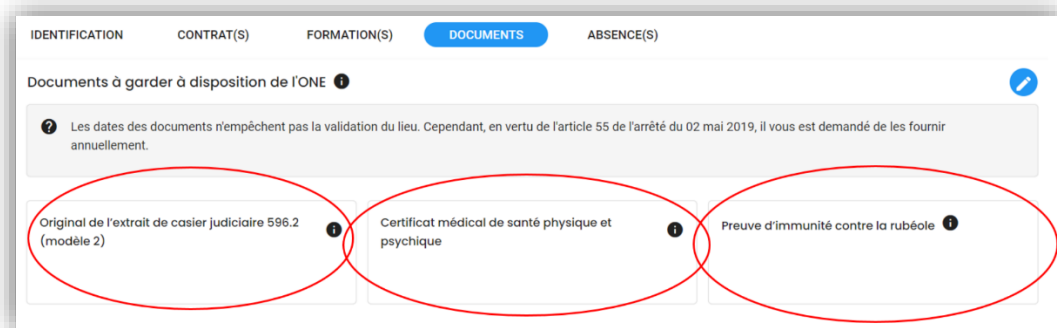 IDENTIFICATION CONTRAT(S) FORMATION(S) DOCUMENTS ABSENCE(S)
Documents à garder à disposition de l'ONE
Les dates des documents n'empêchent pas la validation du lieu. Cependant, en vertu de l'article 55 de l'arrêté du 02 mai 2019, il vous est demandé de les fournir
annuellement.
Original de l'extrait de casier judiciaire 596.2
(modèle 2)
Certificat médical de santé physique et
psychique
Preuve d'immunité contre la rubéole